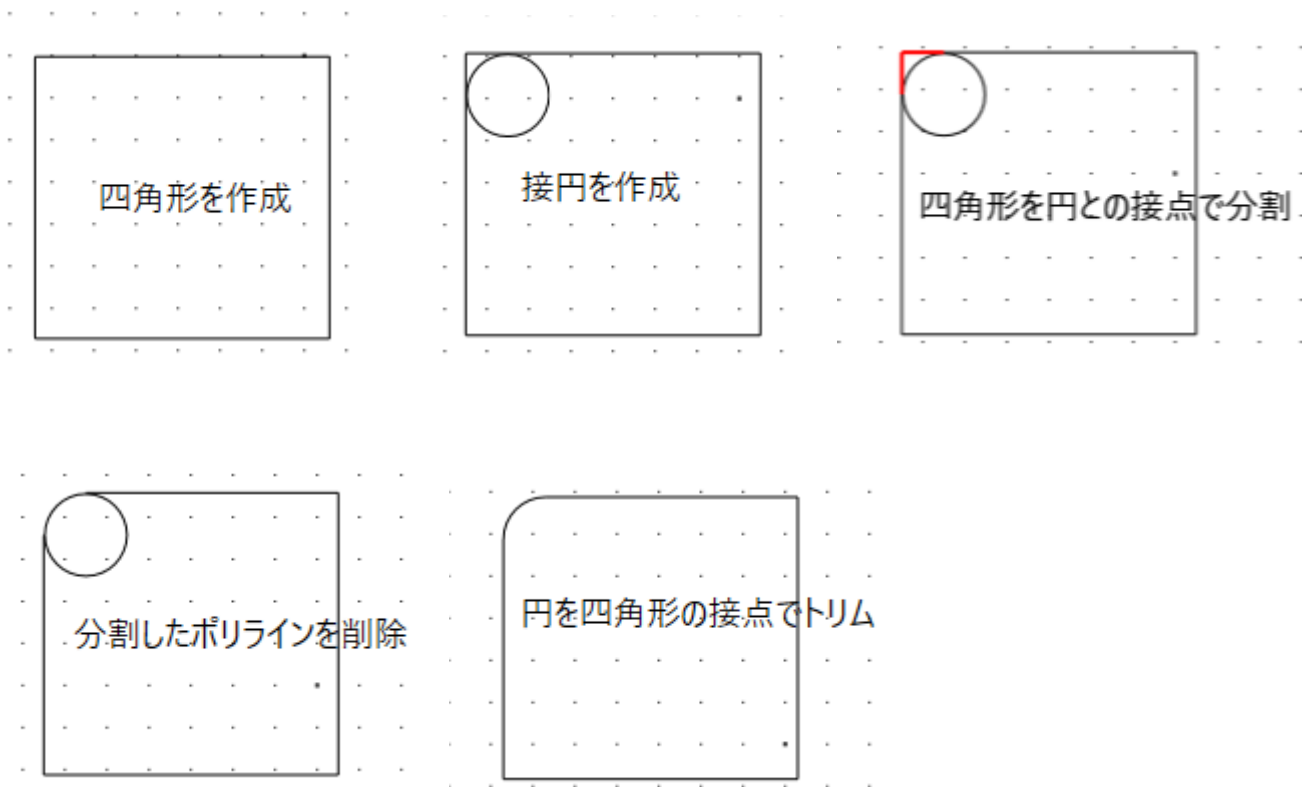 四角形を作成
接円を作成
四角形を円との接点で分割
分割したポリラインを削除
円を四角形の接点でトリム